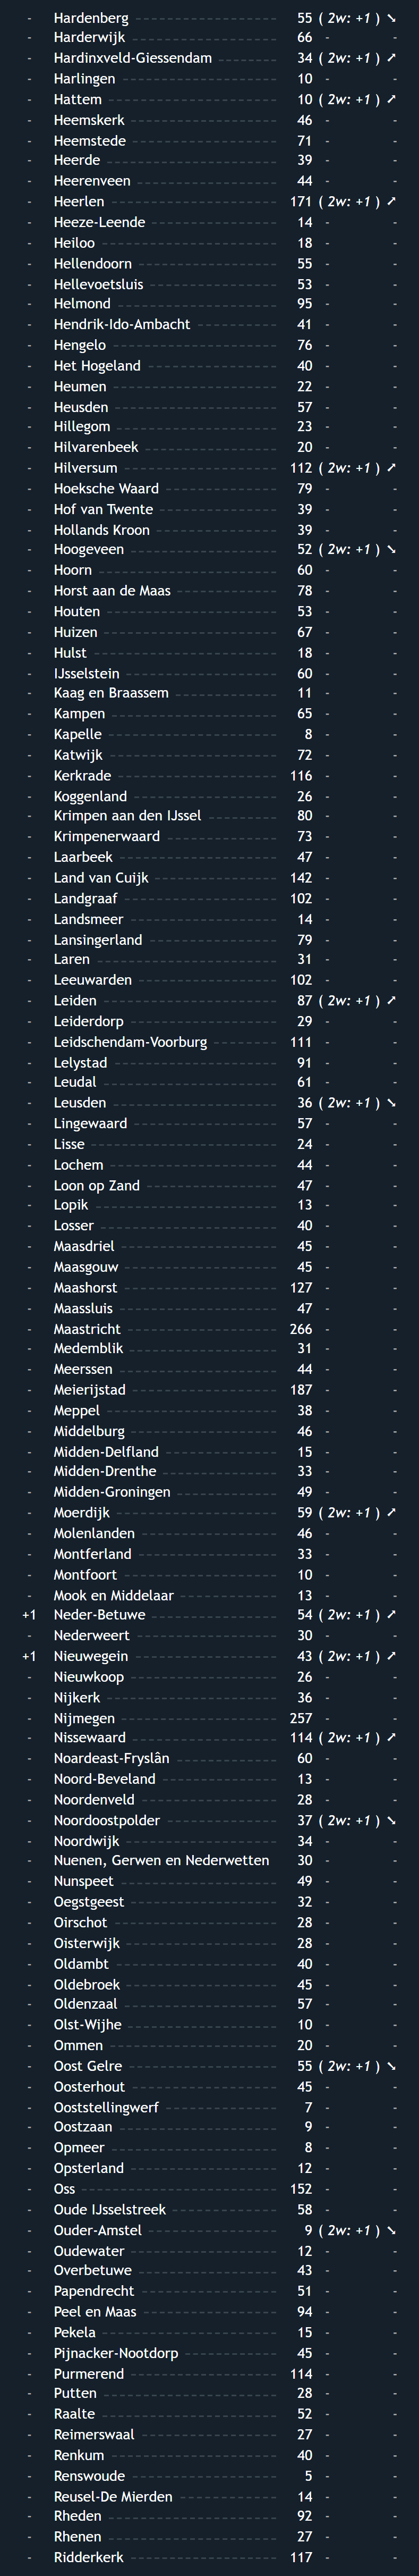 - Hardenberg 55 ( 2w: +1 ) ➘
- Harderwijk 66 - -
- Hardinxveld-Giessendam 34 ( 2w: +1 ) ➚
- Harlingen 10 - -
- Hattem 10 ( 2w: +1 ) ➚
- Heemskerk 46 - -
- Heemstede 71 - -
- Heerde 39 - -
- Heerenveen 44 - -
- Heerlen 171 ( 2w: +1 ) ➚
- Heeze-Leende 14 - -
- Heiloo 18 - -
- Hellendoorn 55 - -
- Hellevoetsluis 53 - -
- Helmond 95 - -
- Hendrik-Ido-Ambacht 41 - -
- Hengelo 76 - -
- Het Hogeland 40 - -
- Heumen 22 - -
- Heusden 57 - -
- Hillegom 23 - -
- Hilvarenbeek 20 - -
- Hilversum 112 ( 2w: +1 ) ➚
- Hoeksche Waard 79 - -
- Hof van Twente 39 - -
- Hollands Kroon 39 - -
- Hoogeveen 52 ( 2w: +1 ) ➘
- Hoorn 60 - -
- Horst aan de Maas 78 - -
- Houten 53 - -
- Huizen 67 - -
- Hulst 18 - -
- IJsselstein 60 - -
- Kaag en Braassem 11 - -
- Kampen 65 - -
- Kapelle 8 - -
- Katwijk 72 - -
- Kerkrade 116 - -
- Koggenland 26 - -
- Krimpen aan den IJssel 80 - -
- Krimpenerwaard 73 - -
- Laarbeek 47 - -
- Land van Cuijk 142 - -
- Landgraaf 102 - -
- Landsmeer 14 - -
- Lansingerland 79 - -
- Laren 31 - -
- Leeuwarden 102 - -
- Leiden 87 ( 2w: +1 ) ➚
- Leiderdorp 29 - -
- Leidschendam-Voorburg 111 - -
- Lelystad 91 - -
- Leudal 61 - -
- Leusden 36 ( 2w: +1 ) ➘
- Lingewaard 57 - -
- Lisse 24 - -
- Lochem 44 - -
- Loon op Zand 47 - -
- Lopik 13 - -
- Losser 40 - -
- Maasdriel 45 - -
- Maasgouw 45 - -
- Maashorst 127 - -
- Maassluis 47 - -
- Maastricht 266 - -
- Medemblik 31 - -
- Meerssen 44 - -
- Meierijstad 187 - -
- Meppel 38 - -
- Middelburg 46 - -
- Midden-Delfland 15 - -
- Midden-Drenthe 33 - -
- Midden-Groningen 49 - -
- Moerdijk 59 ( 2w: +1 ) ➚
- Molenlanden 46 - -
- Montferland 33 - -
- Montfoort 10 - -
- Mook en Middelaar 13 - -
+1 Neder-Betuwe 54 ( 2w: +1 ) ➚
- Nederweert 30 - -
+1 Nieuwegein 43 ( 2w: +1 ) ➚
- Nieuwkoop 26 - -
- Nijkerk 36 - -
- Nijmegen 257 - -
- Nissewaard 114 ( 2w: +1 ) ➚
- Noardeast-Fryslân 60 - -
- Noord-Beveland 13 - -
- Noordenveld 28 - -
- Noordoostpolder 37 ( 2w: +1 ) ➘
- Noordwijk 34 - -
- Nuenen, Gerwen en Nederwetten 30 - -
- Nunspeet 49 - -
- Oegstgeest 32 - -
- Oirschot 28 - -
- Oisterwijk 28 - -
- Oldambt 40 - -
- Oldebroek 45 - -
- Oldenzaal 57 - -
- Olst-Wijhe 10 - -
- Ommen 20 - -
- Oost Gelre 55 ( 2w: +1 ) ➘
- Oosterhout 45 - -
- Ooststellingwerf 7 - -
- Oostzaan 9 - -
- Opmeer 8 - -
- Opsterland 12 - -
- Oss 152 - -
- Oude IJsselstreek 58 - -
- Ouder-Amstel 9 ( 2w: +1 ) ➘
- Oudewater 12 - -
- Overbetuwe 43 - -
- Papendrecht 51 - -
- Peel en Maas 94 - -
- Pekela 15 - -
- Pijnacker-Nootdorp 45 - -
- Purmerend 114 - -
- Putten 28 - -
- Raalte 52 - -
- Reimerswaal 27 - -
- Renkum 40 - -
- Renswoude 5 - -
- Reusel-De Mierden 14 - -
- Rheden 92 - -
- Rhenen 27 - -
- Ridderkerk 117 - -